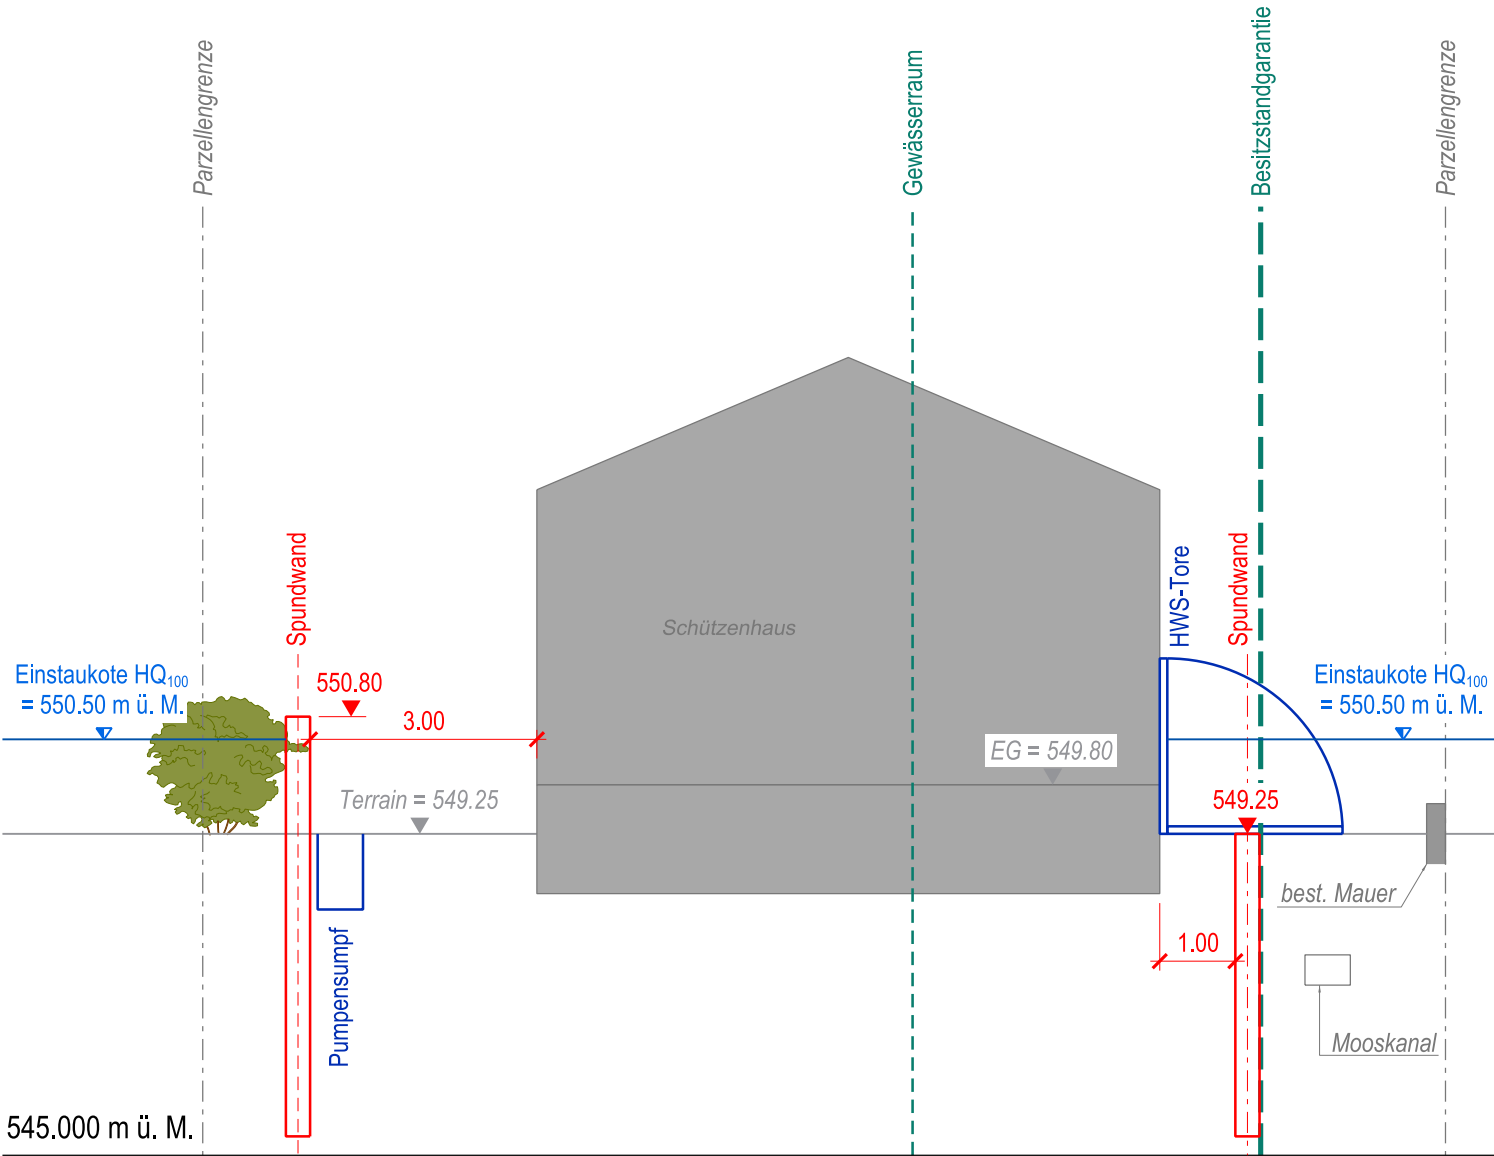 Parzellengrenze
Gewässerraum
Besitzstandgarantie
Parzellengrenze
Spundwand
HWS-Tore
Spundwand
Schützenhaus
Einstaukote HQ100
= 550.50 m ü. M.
550.80
3.00
Einstaukote HQ100
= 550.50 m ü. M.
EG = 549.80
Terrain = 549.25
549.25
best. Mauer
1.00
Pumpensumpf
Mooskanal
545.000 m ü. M.